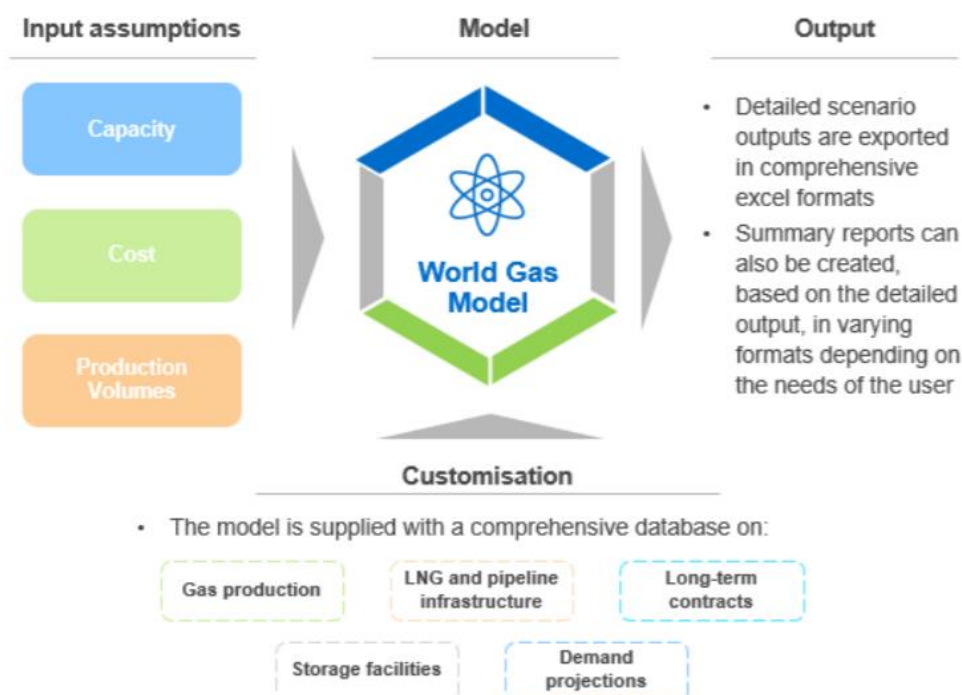 Input assumptions
Capacity
Cost
Production
Volumes
Model
World Gas
Model
Output
• Detailed scenario
outputs are exported
in comprehensive
excel formats
• Summary reports can
also be created,
based on the detailed
output, in varying
formats depending on
the needs of the user
Customisation
• The model is supplied with a comprehensive database on:
Gas production
LNG and pipeline
infrastructure
Long-term
contracts
Storage facilities
Demand
projections